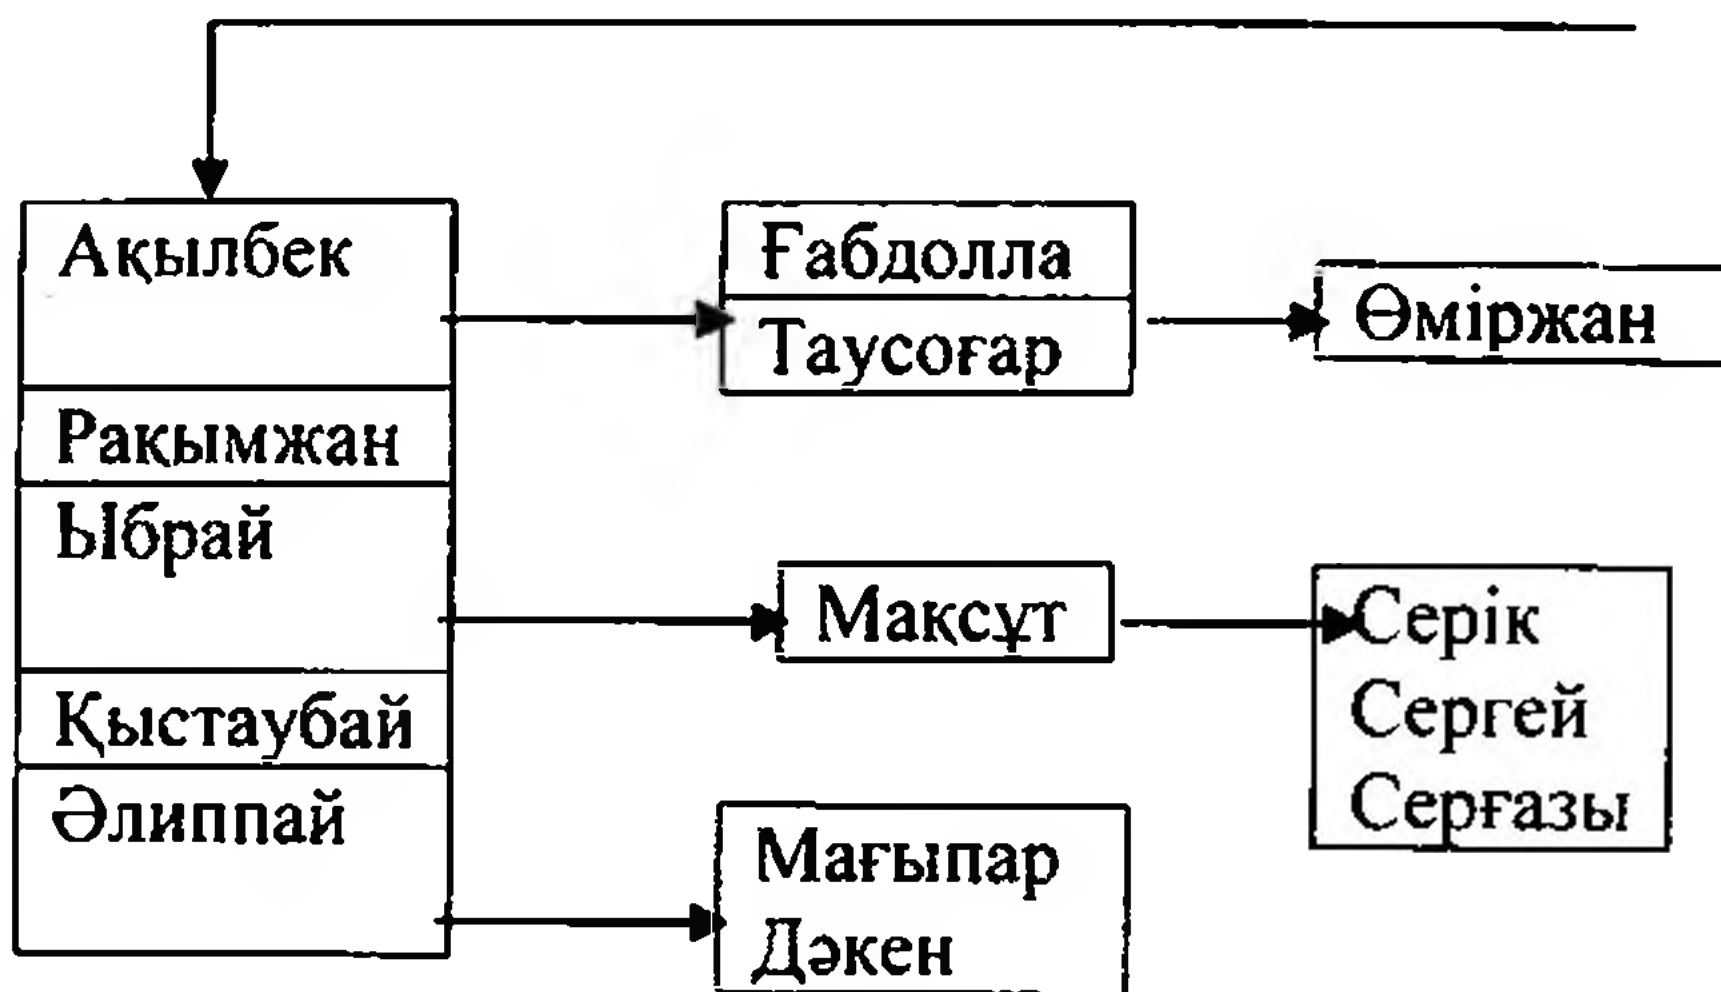 Ақылбек
Рақымжан
Ыбрай
Қыстаубай
Әлиппай
Ғабдолла
Таусоғар
Өміржан
Мақсұт
Серік
Сергей
Серғазы
Мағыпар
Дәкен